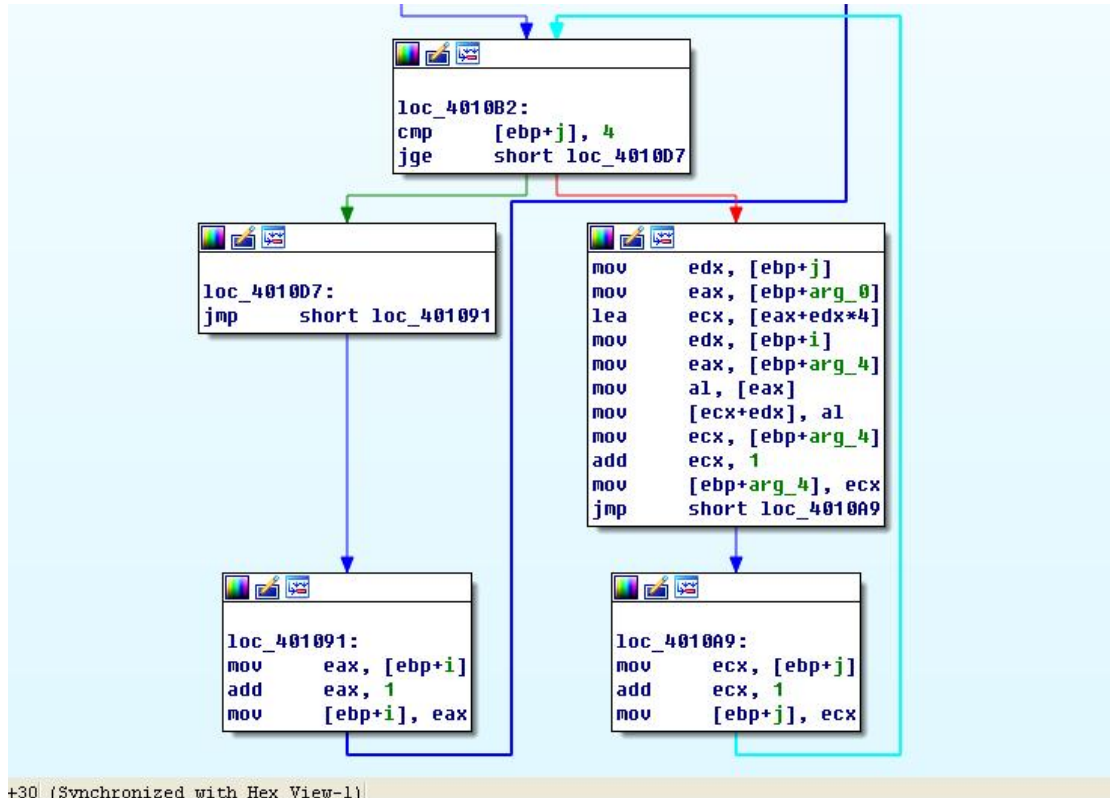 loc_4010B2:
cmp [ebp+j], 4
jge short loc_4010D7
loc_4010D7:
jmp short loc_401091
mov edx, [ebp+j]
mov eax, [ebp+arg_0]
lea ecx, [eax+edx*4]
mov edx, [ebp+i]
mov eax, [ebp+arg_4]
mov al, [eax]
mov [ecx+edx], al
mov ecx, [ebp+arg_4]
add ecx, 1
mov [ebp+arg_4], ecx
jmp short loc_4010A9
loc_401091:
mov eax, [ebp+i]
add eax, 1
mov [ebp+i], eax
loc_4010A9:
mov ecx, [ebp+j]
add ecx, 1
mov [ebp+j], ecx
+30 (Synchronized with Hex View-1)